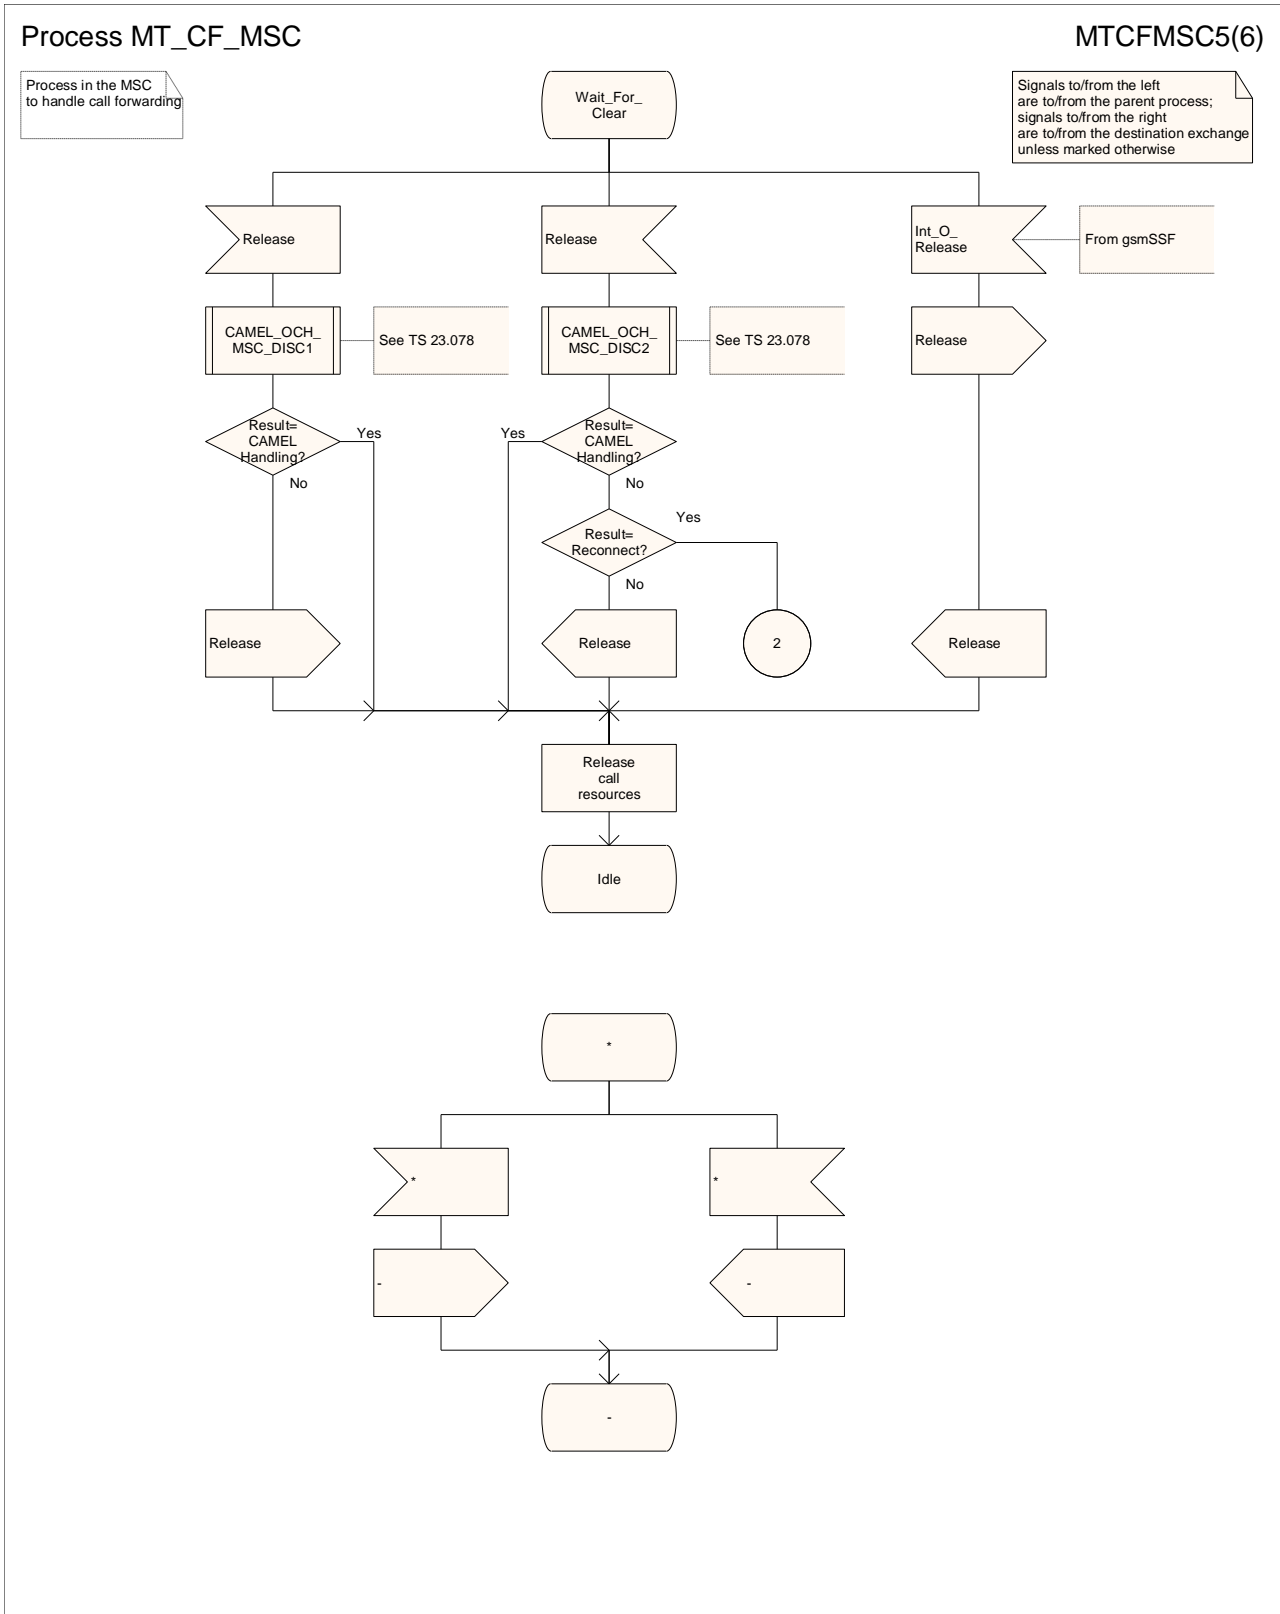 Process MT_CF_MSC
MTCFMSC5(6)
Process in the MSC
to handle call forwarding
Signals to/from the left
are to/from the parent process;
signals to/from the right
are to/from the destination exchange
unless marked otherwise
Wait_For_
Clear
Release
Release
Int_O_
Release
From gsmSSF
CAMEL_OCH_
MSC_DISC1
See TS 23.078
CAMEL_OCH_
MSC_DISC2
See TS 23.078
Release
Result=
CAMEL
Handling?
Yes
No
Yes
Result=
CAMEL
Handling?
No
Result=
Reconnect?
Yes
No
Release
Release
2
Release
Release
call
resources
Idle
*
*
*
-
-
-